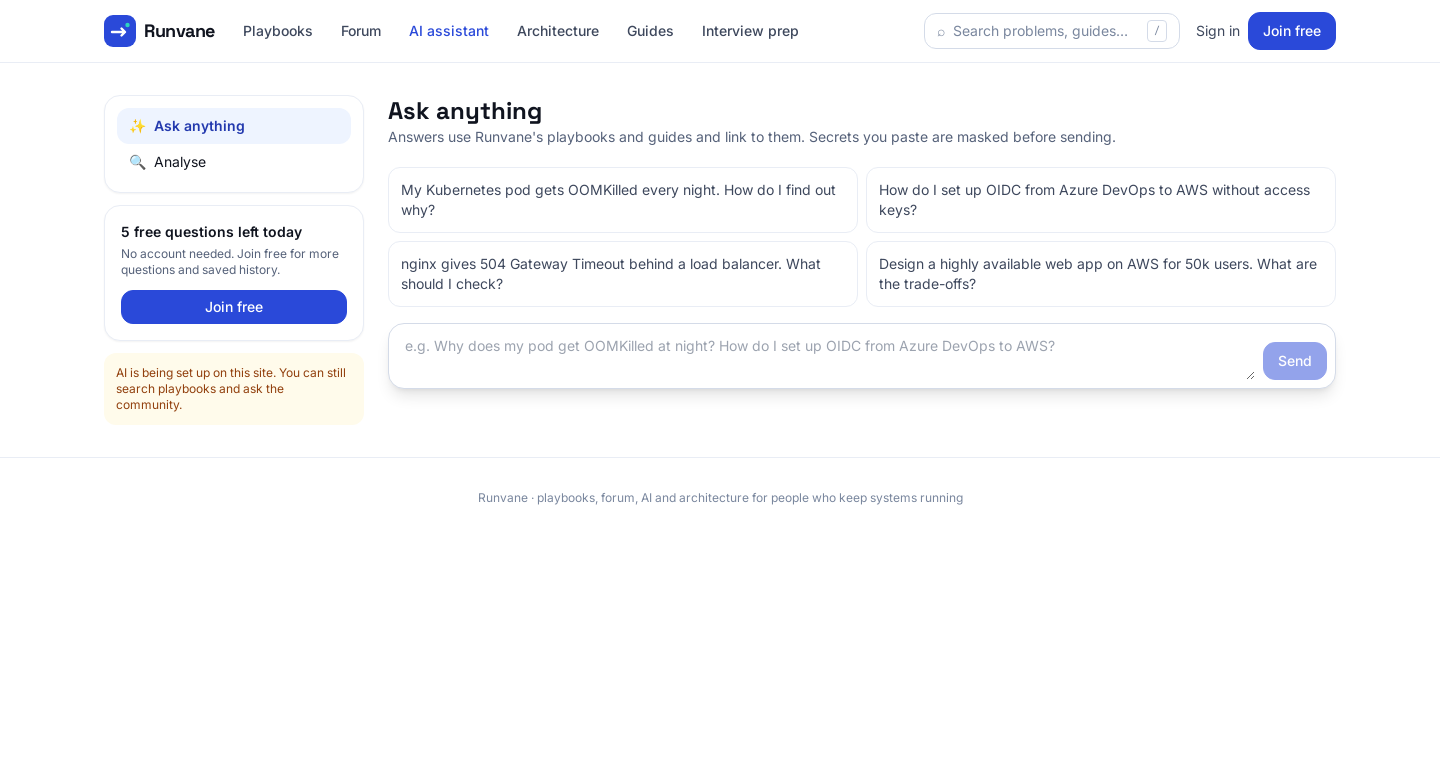 Runvane
Playbooks
Forum
AI assistant
Architecture
Guides
Interview prep
Search problems, guides...
/
Sign in
Join free
✨ Ask anything
🔍 Analyse
5 free questions left today
No account needed. Join free for more
questions and saved history.
Join free
AI is being set up on this site. You can still
search playbooks and ask the
community.
Ask anything
Answers use Runvane's playbooks and guides and link to them. Secrets you paste are masked before sending.
My Kubernetes pod gets OOMKilled every night. How do I find out
why?
How do I set up OIDC from Azure DevOps to AWS without access
keys?
nginx gives 504 Gateway Timeout behind a load balancer. What
should I check?
Design a highly available web app on AWS for 50k users. What are
the trade-offs?
e.g. Why does my pod get OOMKilled at night? How do I set up OIDC from Azure DevOps to AWS?
Send
Runvane · playbooks, forum, AI and architecture for people who keep systems running